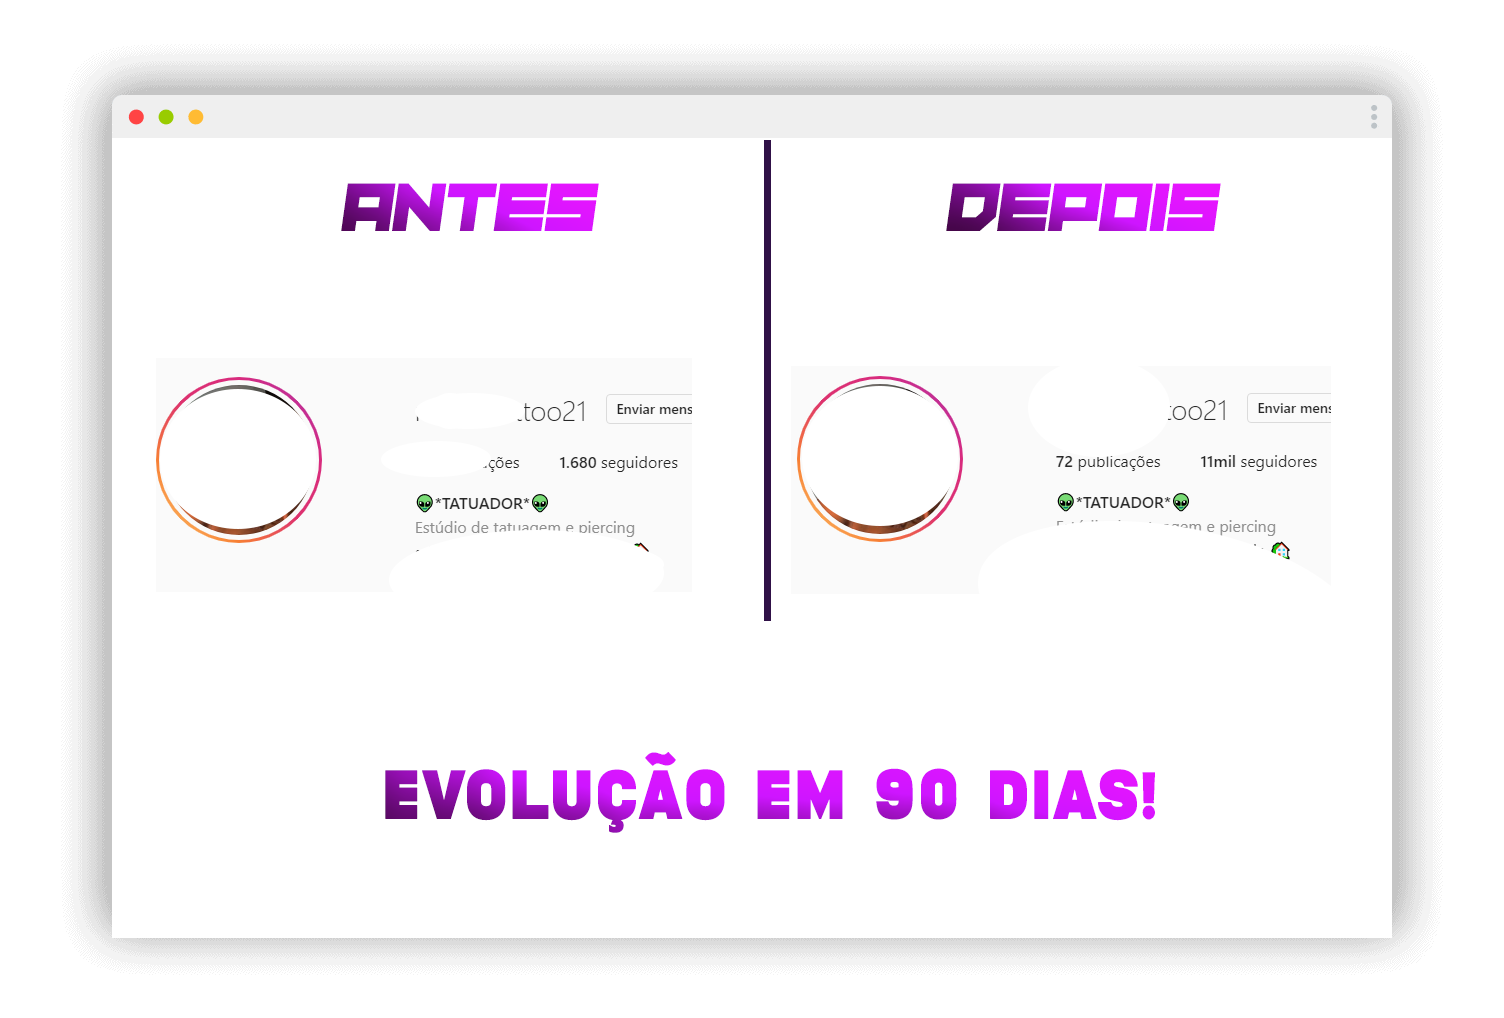 ANTES
DEPOIS
too21 Enviar mens
ções 1.680 seguidores
👽*TATUADOR*👽
Estúdio de tatuagem e piercing
too21 Enviar mens
72 publicações 11mil seguidores
👽*TATUADOR*👽
e piercing
EVOLUÇÃO EM 90 DIAS!